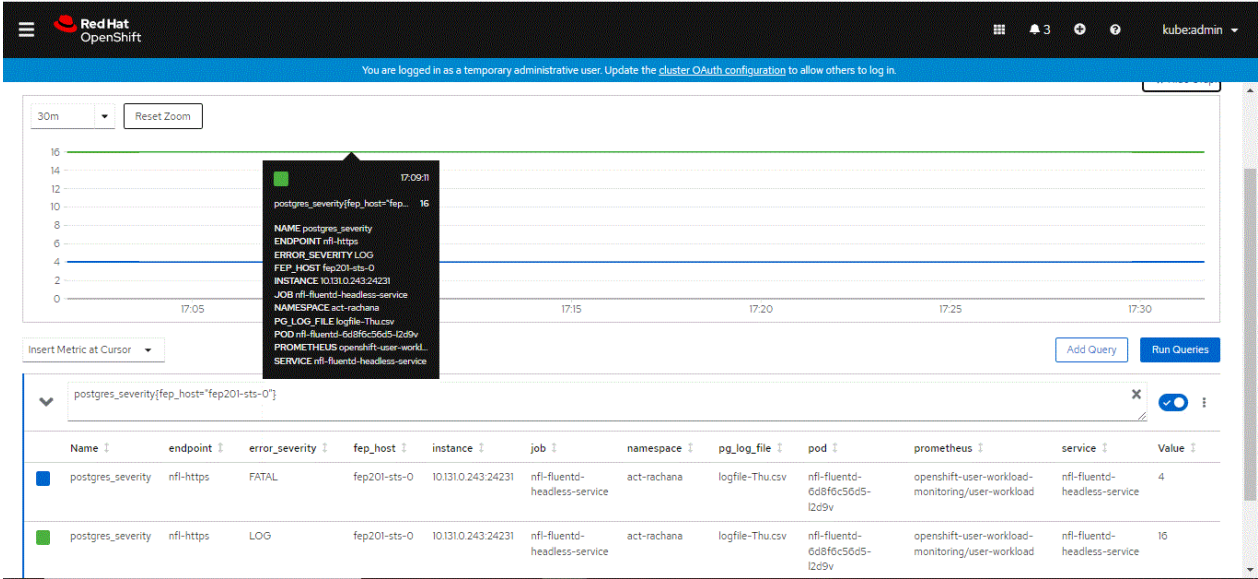 Red Hat
OpenShift
3
kube:admin
You are logged in as a temporary administrative user. Update the cluster OAuth configuration to allow others to log in.
30m
Reset Zoom
16
14
12
10
8
6
4
2
0
17:05
17:15
17:20
17:25
17:30
17:09:11
postgres_severity{fep_host="fep... 16
NAME postgres_severity
ENDPOINT nfl-https
ERROR_SEVERITY LOG
FEP_HOST fep201-sts-0
INSTANCE 10.131.0.243:24231
JOB nfl-fluentd-headless-service
NAMESPACE act-rachana
PG_LOG_FILE logfile-Thu.csv
POD nfl-fluentd-6d8f6c56d5-l2d9v
PROMETHEUS openshift-user-workl...
SERVICE nfl-fluentd-headless-service
Insert Metric at Cursor
Add Query
Run Queries
postgres_severity{fep_host="fep201-sts-0"}
Name endpoint error_severity fep_host instance job namespace pg_log_file pod prometheus service Value
postgres_severity nfl-https FATAL fep201-sts-0 10.131.0.243:24231 nfl-fluentd- act-rachana logfile-Thu.csv nfl-fluentd- openshift-user-workload- nfl-fluentd- 4
headless-service 6d8f6c56d5- monitoring/user-workload headless-service
l2d9v
postgres_severity nfl-https LOG fep201-sts-0 10.131.0.243:24231 nfl-fluentd- act-rachana logfile-Thu.csv nfl-fluentd- openshift-user-workload- nfl-fluentd- 16
headless-service 6d8f6c56d5- monitoring/user-workload headless-service
l2d9v